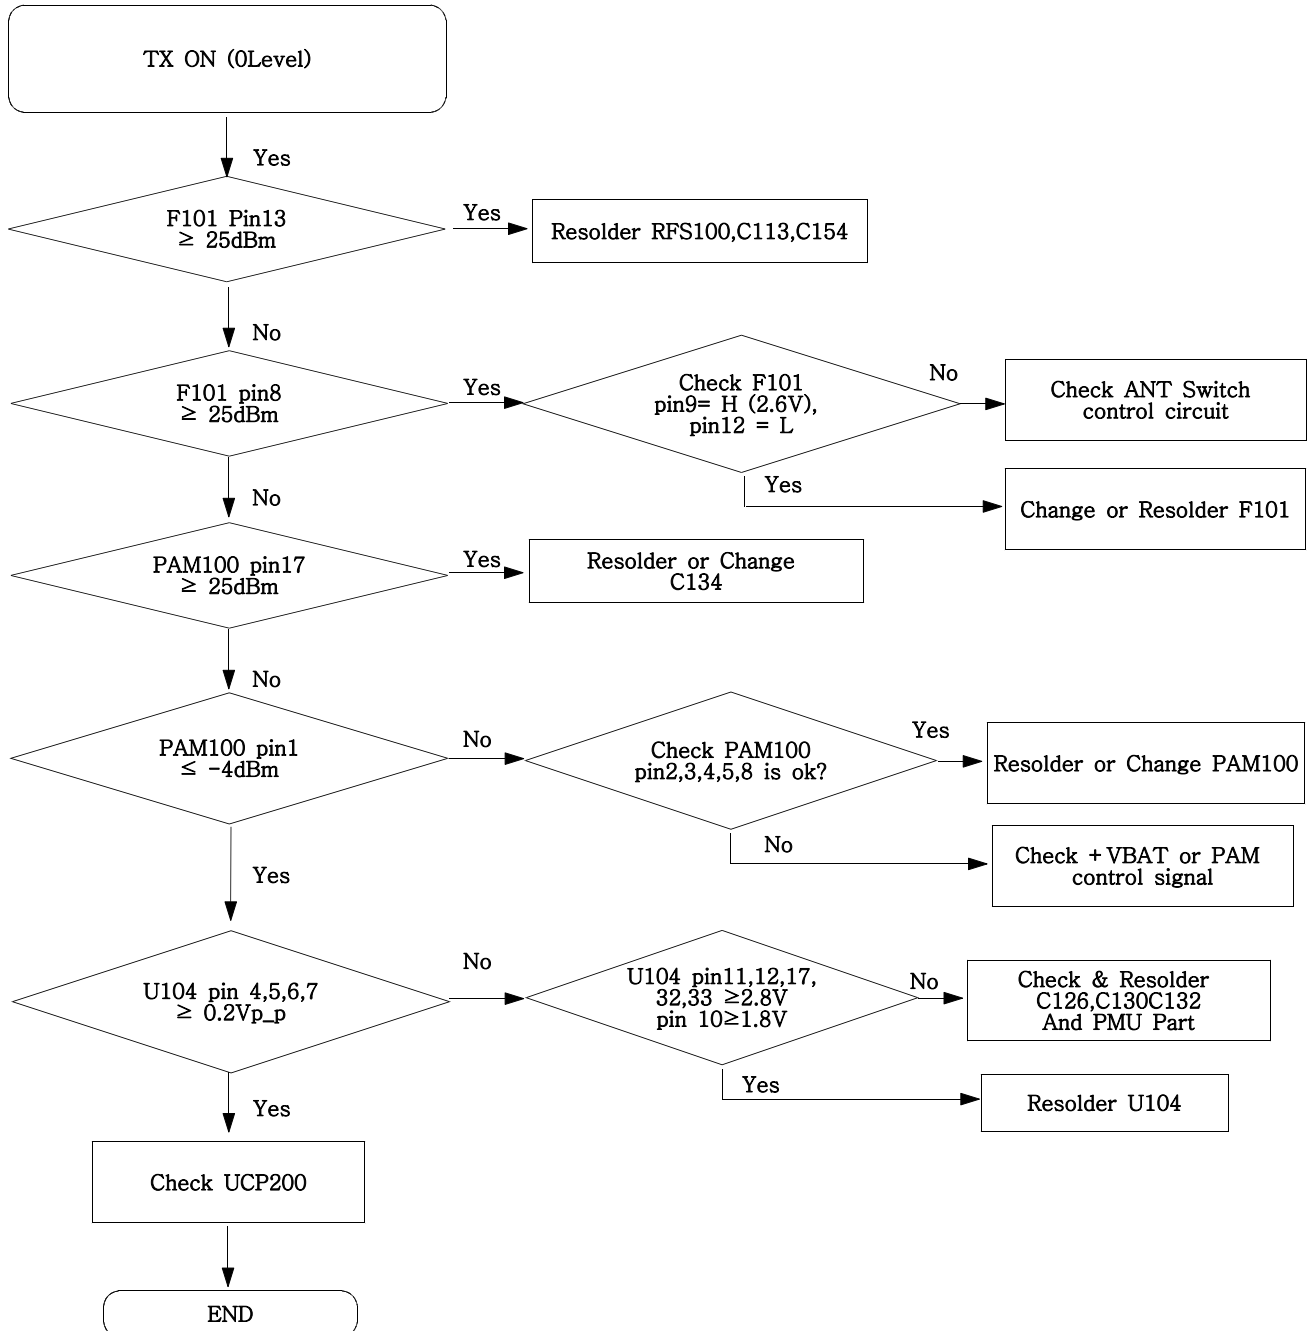 TX ON (0Level)
Yes
F101 Pin13
≥ 25dBm
Yes
Resolder RFS100,C113,C154
No
F101 pin8
≥ 25dBm
Yes
Check F101
pin9= H (2.6V),
pin12 = L
No
Check ANT Switch
control circuit
Yes
Change or Resolder F101
No
PAM100 pin17
≥ 25dBm
Yes
Resolder or Change
C134
No
PAM100 pin1
≤ -4dBm
No
Check PAM100
pin2,3,4,5,8 is ok?
Yes
Resolder or Change PAM100
No
Check +VBAT or PAM
control signal
Yes
U104 pin 4,5,6,7
≥ 0.2Vp_p
No
U104 pin11,12,17,
32,33 ≥2.8V
pin 10≥1.8V
No
Check & Resolder
C126,C130C132
And PMU Part
Yes
Resolder U104
Yes
Check UCP200
END